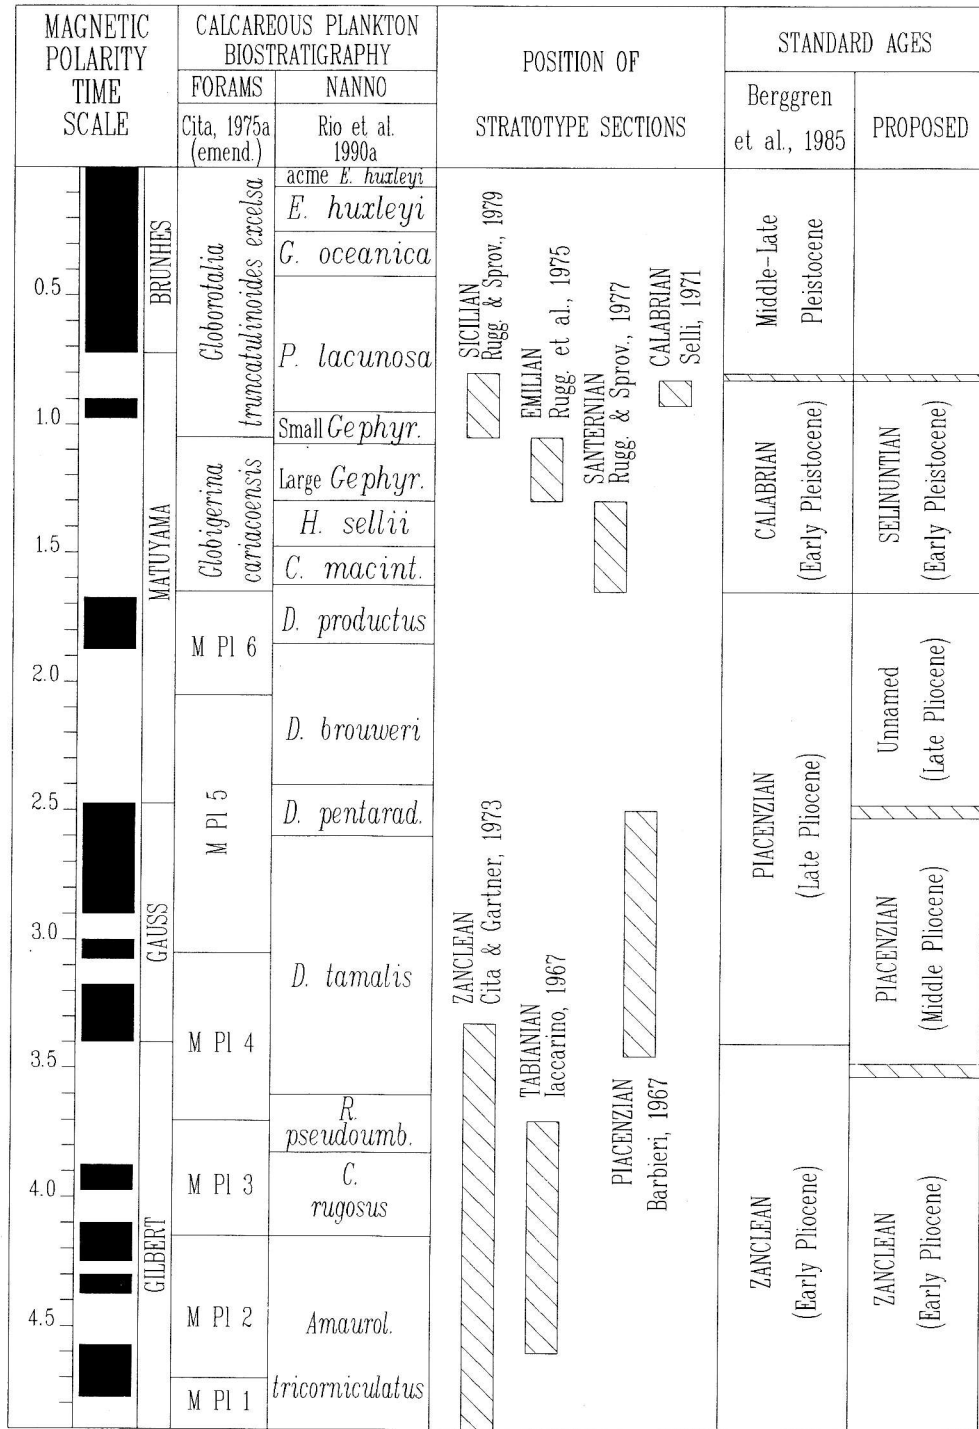 MAGNETIC
POLARITY
TIME
SCALE
CALCAREOUS PLANKTON
BIOSTRATIGRAPHY
FORAMS
NANNO
Cita, 1975a
(emend.)
Rio et al.
1990a
POSITION OF
STRATOTYPE SECTIONS
STANDARD AGES
Berggren
et al., 1985
PROPOSED
0.5
1.0
1.5
2.0
2.5
3.0
3.5
4.0
4.5
BRUNHES
MATUYAMA
GAUSS
GILBERT
Globorotalia
truncatulinoides excelsa
Globigerina
cariacoensis
M Pl 6
M Pl 5
M Pl 4
M Pl 3
M Pl 2
M Pl 1
acme E. huxleyi
E. huxleyi
G. oceanica
P. lacunosa
Small Gephyr.
Large Gephyr.
H. sellii
C. macint.
D. productus
D. brouweri
D. pentarad.
D. tamalis
R.
pseudoumb.
C.
rugosus
Amaurol.
tricorniculatus
SICILIAN
Rugg. & Sprov., 1979
EMILIAN
Rugg. et al., 1975
SANTERNIAN
Rugg. & Sprov., 1977
CALABRIAN
Selli, 1971
ZANCLEAN
Cita & Gartner, 1973
TABIANIAN
Iaccarino, 1967
PIACENZIAN
Barbieri, 1967
Middle-Late
Pleistocene
CALABRIAN
(Early Pleistocene)
PIACENZIAN
(Late Pliocene)
ZANCLEAN
(Early Pliocene)
SELINUNTIAN
(Early Pleistocene)
Unnamed
(Late Pliocene)
PIACENZIAN
(Middle Pliocene)
ZANCLEAN
(Early Pliocene)